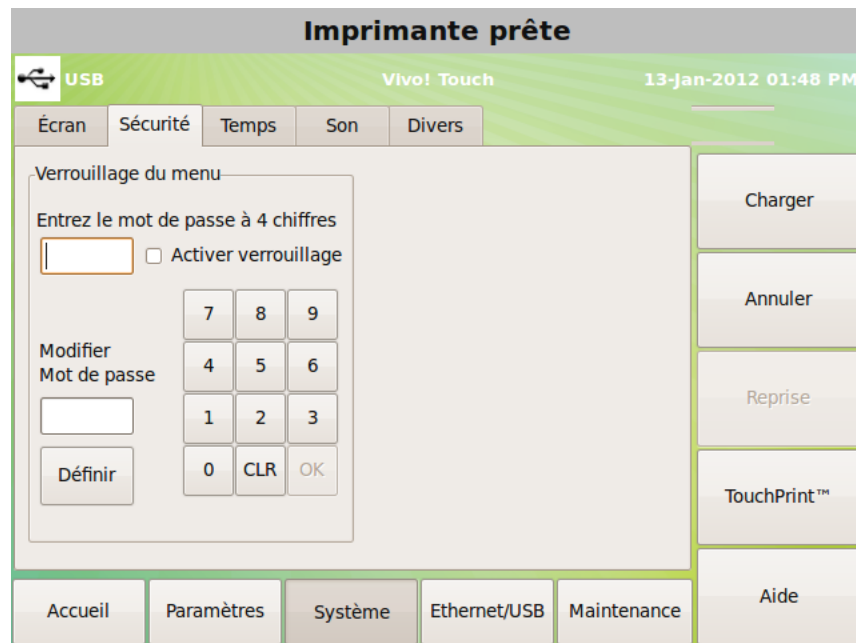 Imprimante prête
USB
Vivo! Touch
13-Jan-2012 01:48 PM
Écran
Sécurité
Temps
Son
Divers
Verrouillage du menu
Entrez le mot de passe à 4 chiffres
Activer verrouillage
7
8
9
Modifier
Mot de passe
4
5
6
1
2
3
Définir
0
CLR
OK
Charger
Annuler
Reprise
TouchPrint™
Aide
Accueil
Paramètres
Système
Ethernet/USB
Maintenance